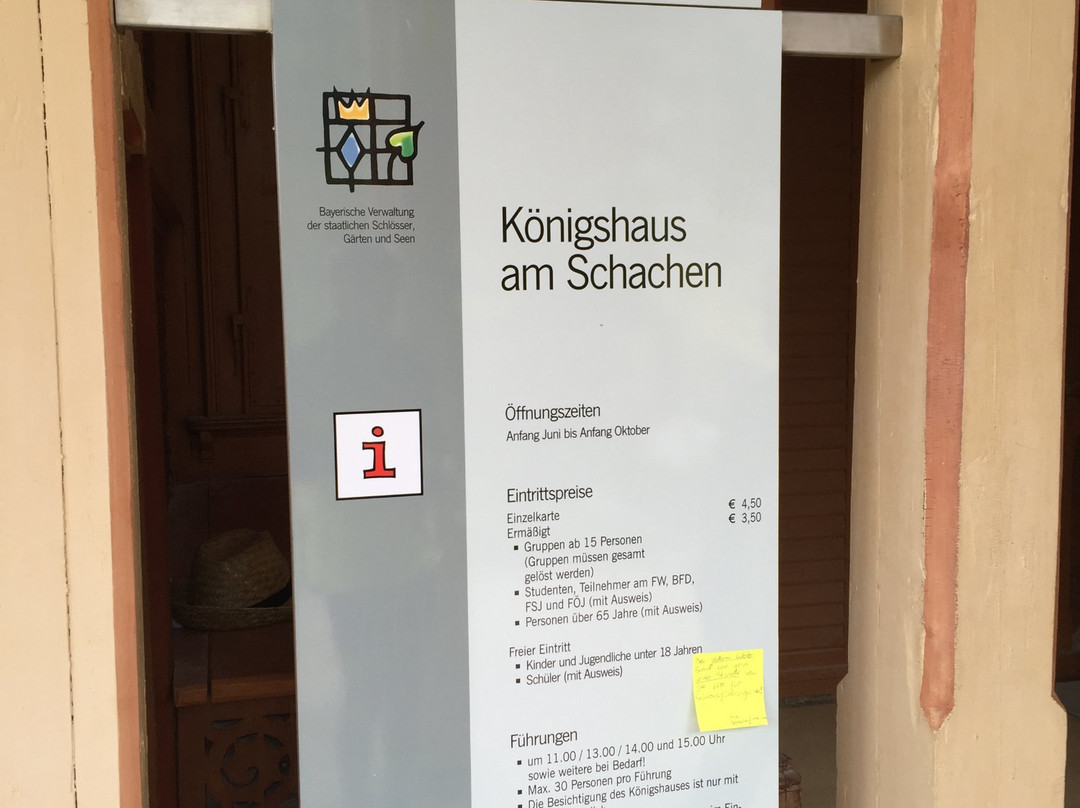 Bayerische Verwaltung
der staatlichen Schlösser,
Gärten und Seen
i
Königshaus
am Schachen
Öffnungszeiten
Anfang Juni bis Anfang Oktober
Eintrittspreise
Einzelkarte € 4,50
Ermäßigt € 3,50
▪ Gruppen ab 15 Personen
(Gruppen müssen gesamt
gelöst werden)
▪ Studenten, Teilnehmer am FW, BFD,
FSJ und FÖJ (mit Ausweis)
▪ Personen über 65 Jahre (mit Ausweis)
Freier Eintritt
▪ Kinder und Jugendliche unter 18 Jahren
▪ Schüler (mit Ausweis)
Führungen
▪ um 11.00 / 13.00 / 14.00 und 15.00 Uhr
sowie weitere bei Bedarf!
▪ Max. 30 Personen pro Führung
▪ Die Besichtigung des Königshauses ist nur mit